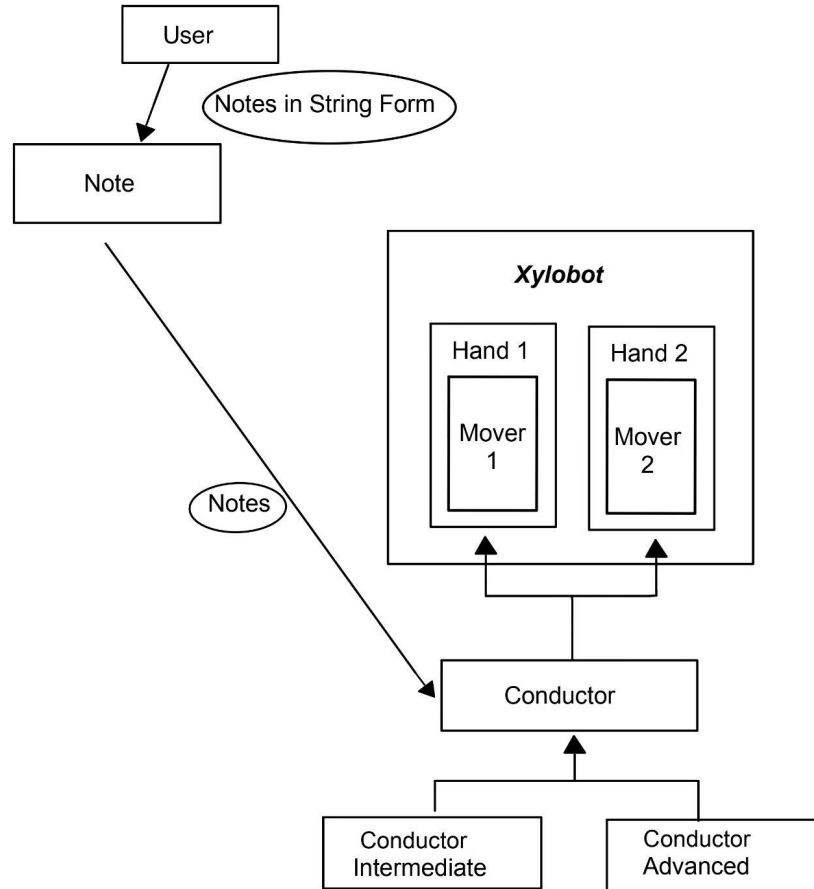 User
Notes in String Form
Note
Xylobot
Hand 1
Hand 2
Mover
1
Mover
2
Notes
Conductor
Conductor
Intermediate
Conductor
Advanced